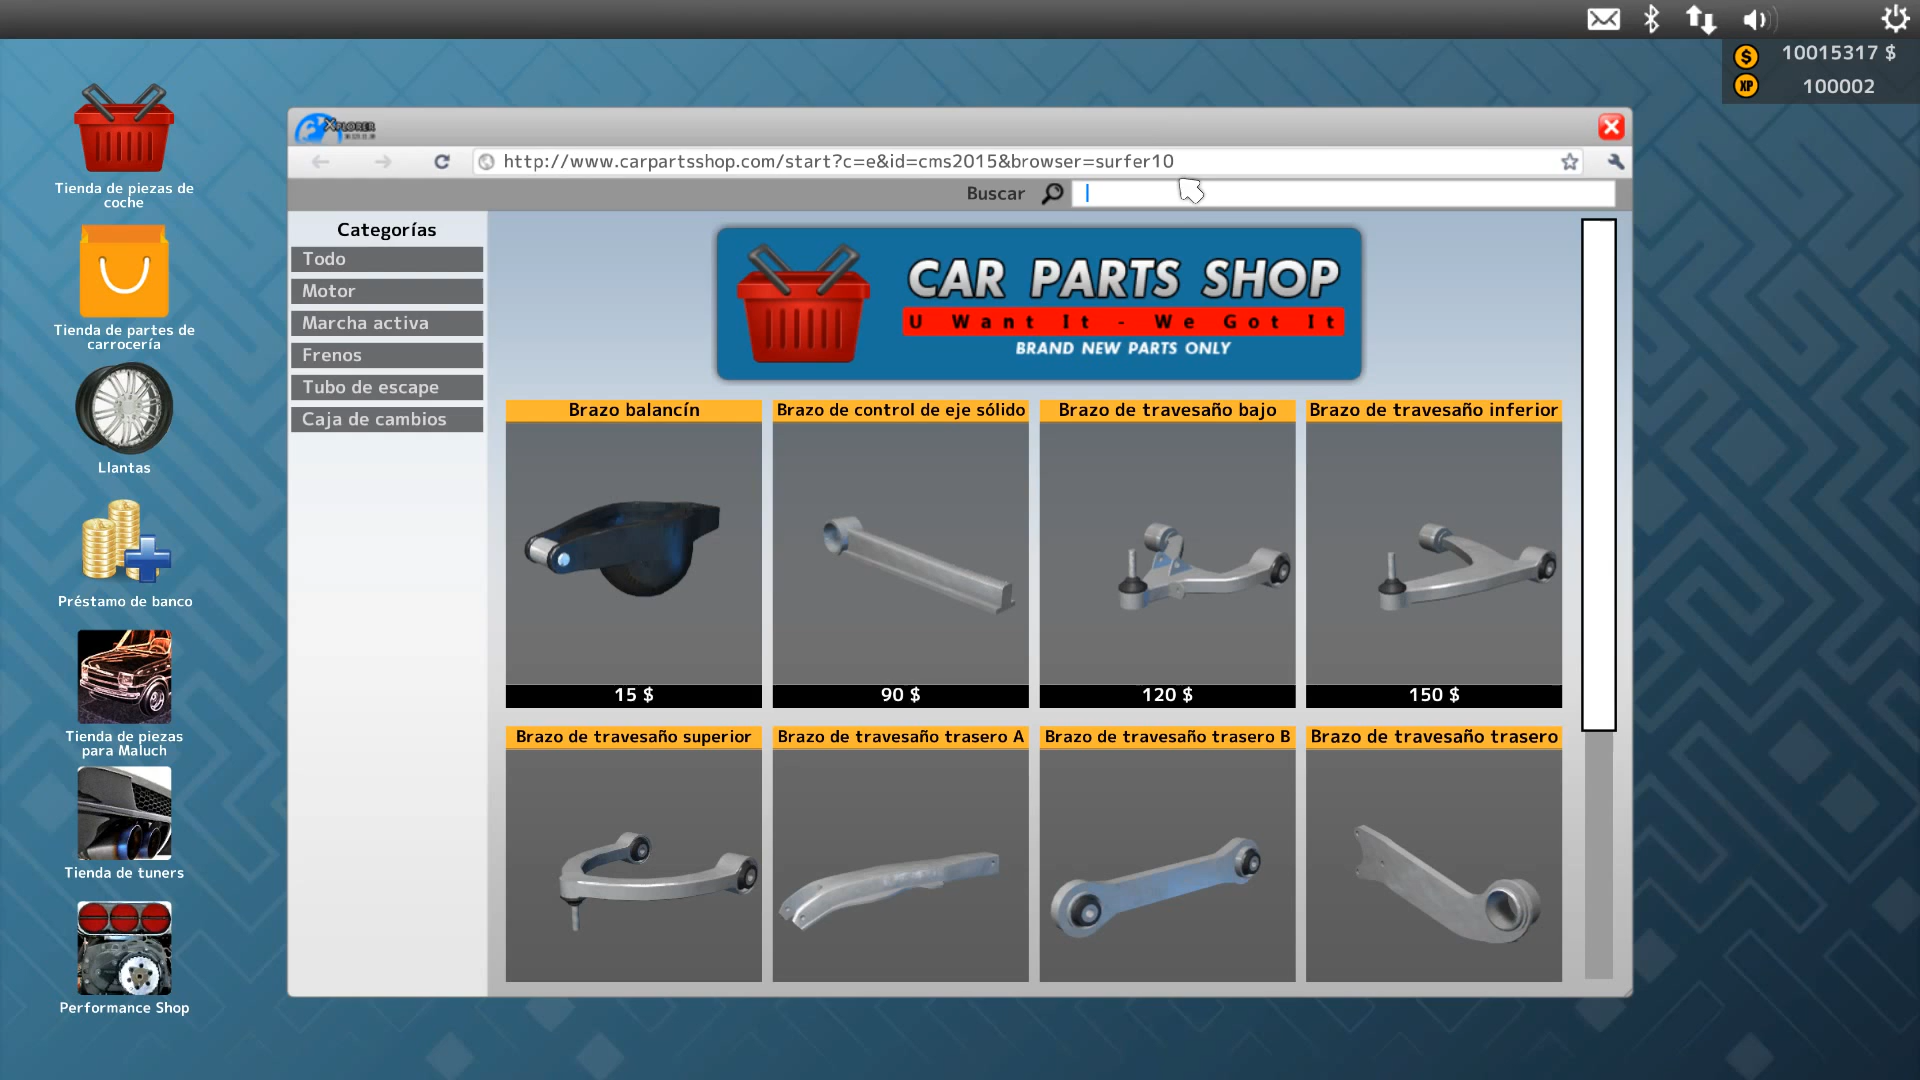 10015317 $
XP
100002
Tienda de piezas de
coche
Tienda de partes de
carrocería
Llantas
Préstamo de banco
Tienda de piezas
para Maluch
Tienda de tuners
Performance Shop
XPLORER
http://www.carpartsshop.com/start?c=e&id=cms2015&browser=surfer10
Buscar
Categorías
Todo
Motor
Marcha activa
Frenos
Tubo de escape
Caja de cambios
CAR PARTS SHOP
U Want It - We Got It
BRAND NEW PARTS ONLY
Brazo balancín
Brazo de control de eje sólido
Brazo de travesaño bajo
Brazo de travesaño inferior
15 $
90 $
120 $
150 $
Brazo de travesaño superior
Brazo de travesaño trasero A
Brazo de travesaño trasero B
Brazo de travesaño trasero